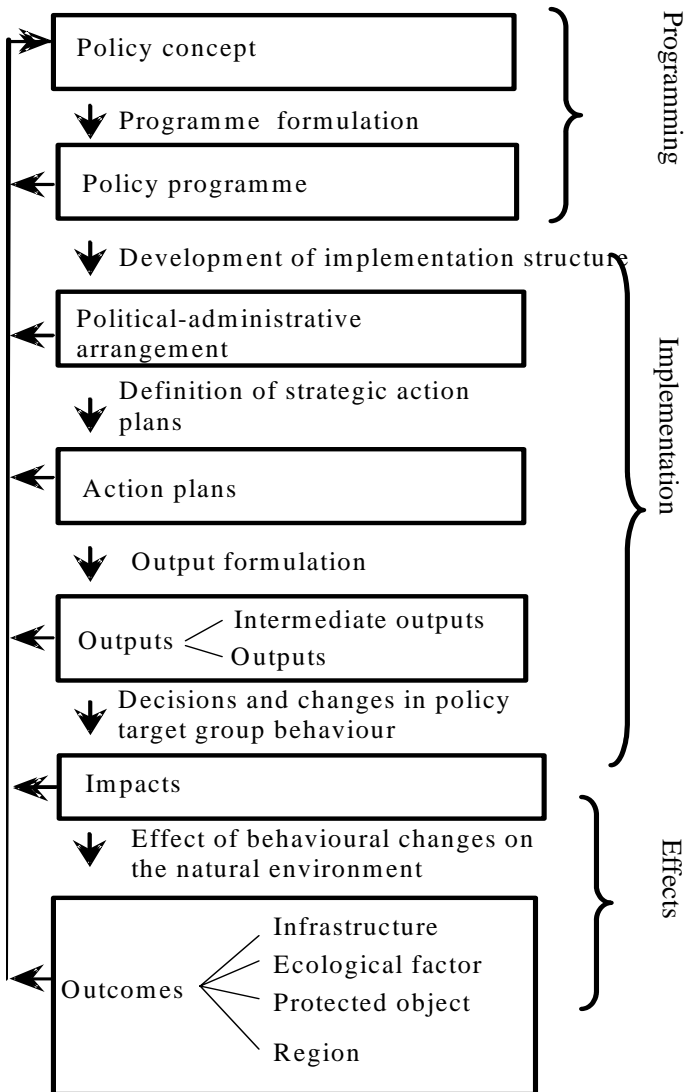 Policy concept
Programme formulation
Policy programme
Programming
Development of implementation structure
Political-administrative
arrangement
Definition of strategic action
plans
Action plans
Output formulation
Outputs
Intermediate outputs
Outputs
Decisions and changes in policy
target group behaviour
Implementation
Impacts
Effect of behavioural changes on
the natural environment
Outcomes
Infrastructure
Ecological factor
Protected object
Region
Effects